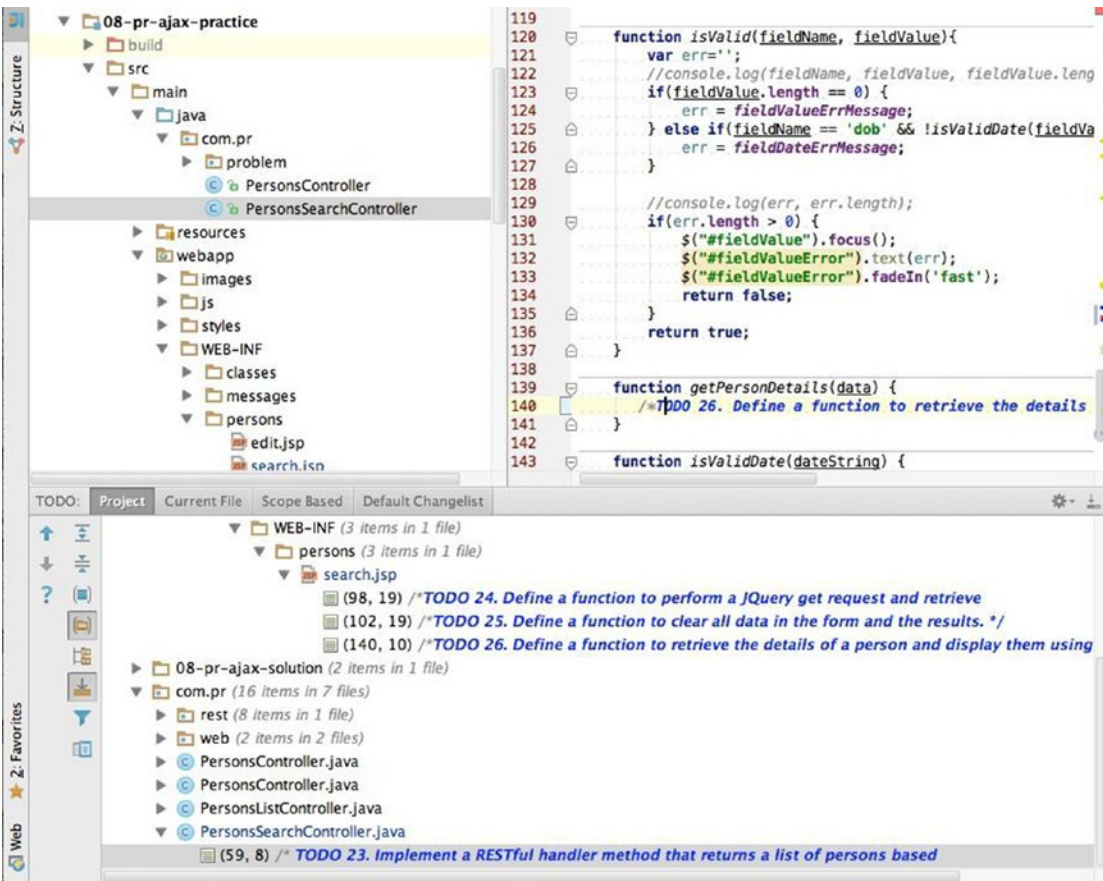 Z: Structure
08-pr-ajax-practice
build
src
main
java
com.pr
problem
PersonsController
PersonsSearchController
resources
webapp
images
js
styles
WEB-INF
classes
messages
persons
edit.jsp
search.jsp
119
120 function isValid(fieldName, fieldValue){
121 var err='';
122 //console.log(fieldName, fieldValue, fieldValue.leng
123 if(fieldValue.length == 0) {
124 err = fieldValueErrMessage;
125 } else if(fieldName == 'dob' && !isValidDate(fieldVa
126 err = fieldDateErrMessage;
127 }
128
129 //console.log(err, err.length);
130 if(err.length > 0) {
131 $("#fieldValue").focus();
132 $("#fieldValueError").text(err);
133 $("#fieldValueError").fadeIn('fast');
134 return false;
135 }
136 return true;
137 }
138
139 function getPersonDetails(data) {
140 /*TODO 26. Define a function to retrieve the details
141 }
142
143 function isValidDate(dateString) {
TODO: Project Current File Scope Based Default Changelist
WEB-INF (3 items in 1 file)
persons (3 items in 1 file)
search.jsp
(98, 19) /*TODO 24. Define a function to perform a JQuery get request and retrieve
(102, 19) /*TODO 25. Define a function to clear all data in the form and the results. */
(140, 10) /*TODO 26. Define a function to retrieve the details of a person and display them using
08-pr-ajax-solution (2 items in 1 file)
com.pr (16 items in 7 files)
rest (8 items in 1 file)
web (2 items in 2 files)
PersonsController.java
PersonsController.java
PersonsListController.java
PersonsSearchController.java
(59, 8) /* TODO 23. Implement a RESTful handler method that returns a list of persons based
2: Favorites
Web